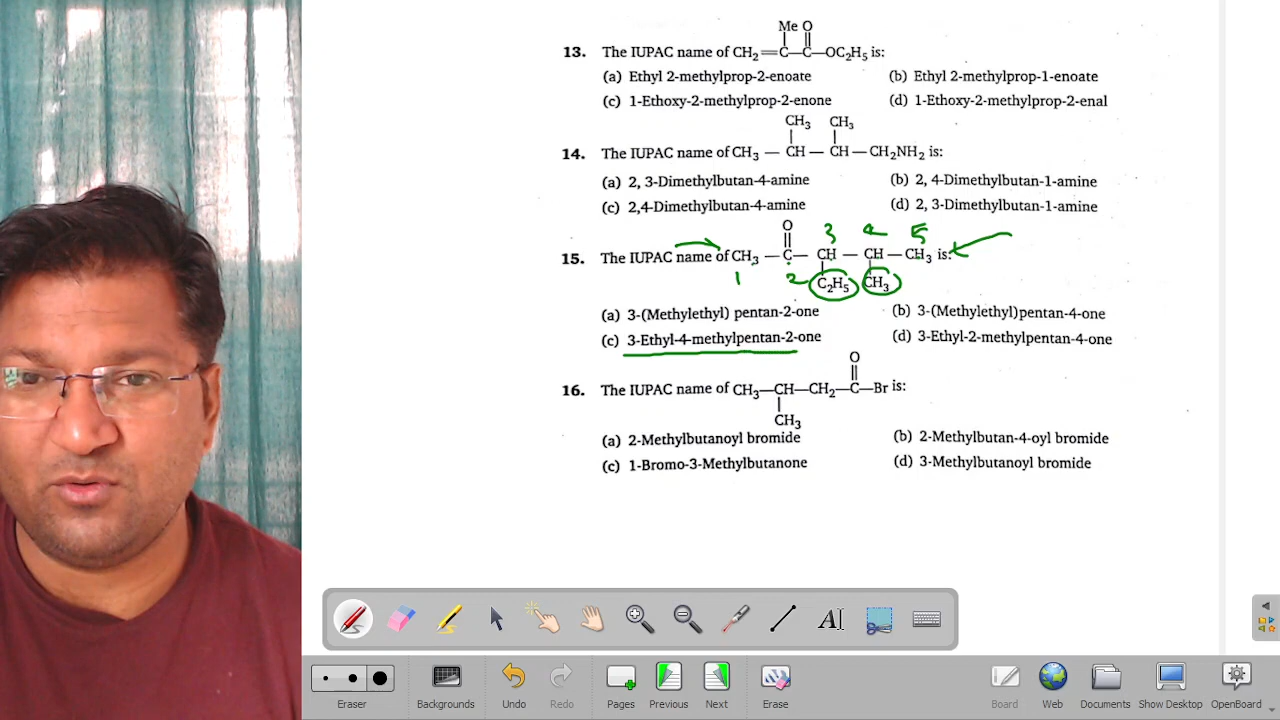 Me O
13. The IUPAC name of CH₂=C—C—OC₂H₅ is:
(a) Ethyl 2-methylprop-2-enoate (b) Ethyl 2-methylprop-1-enoate
(c) 1-Ethoxy-2-methylprop-2-enone (d) 1-Ethoxy-2-methylprop-2-enal
CH₃ CH₃
14. The IUPAC name of CH₃ — CH — CH — CH₂NH₂ is:
(a) 2, 3-Dimethylbutan-4-amine (b) 2, 4-Dimethylbutan-1-amine
(c) 2,4-Dimethylbutan-4-amine (d) 2, 3-Dimethylbutan-1-amine
O 3 4 5
15. The IUPAC name of CH₃ — C — CH — CH — CH₃ is:
1 2 C₂H₅ CH₃
(a) 3-(Methylethyl) pentan-2-one (b) 3-(Methylethyl)pentan-4-one
(c) 3-Ethyl-4-methylpentan-2-one (d) 3-Ethyl-2-methylpentan-4-one
O
16. The IUPAC name of CH₃—CH—CH₂—C—Br is:
CH₃
(a) 2-Methylbutanoyl bromide (b) 2-Methylbutan-4-oyl bromide
(c) 1-Bromo-3-Methylbutanone (d) 3-Methylbutanoyl bromide
Eraser Backgrounds Undo Redo Pages Previous Next Erase Board Web Documents Show Desktop OpenBoard